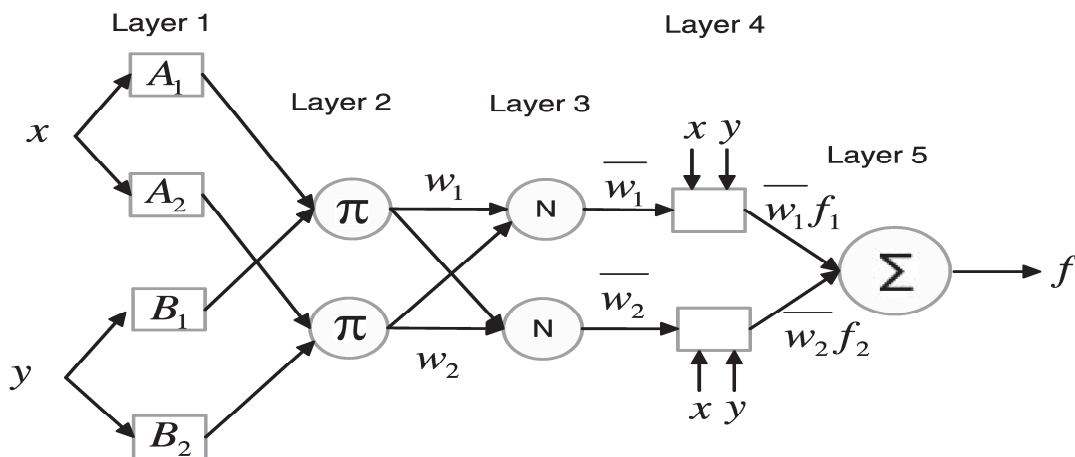 Layer 1
Layer 4
A₁
Layer 2
Layer 3
x
x y
Layer 5
A₂
π
w₁
N
w̅₁
w̅₁f₁
Σ
f
B₁
π
w₂
N
w̅₂
w̅₂f₂
y
x y
B₂